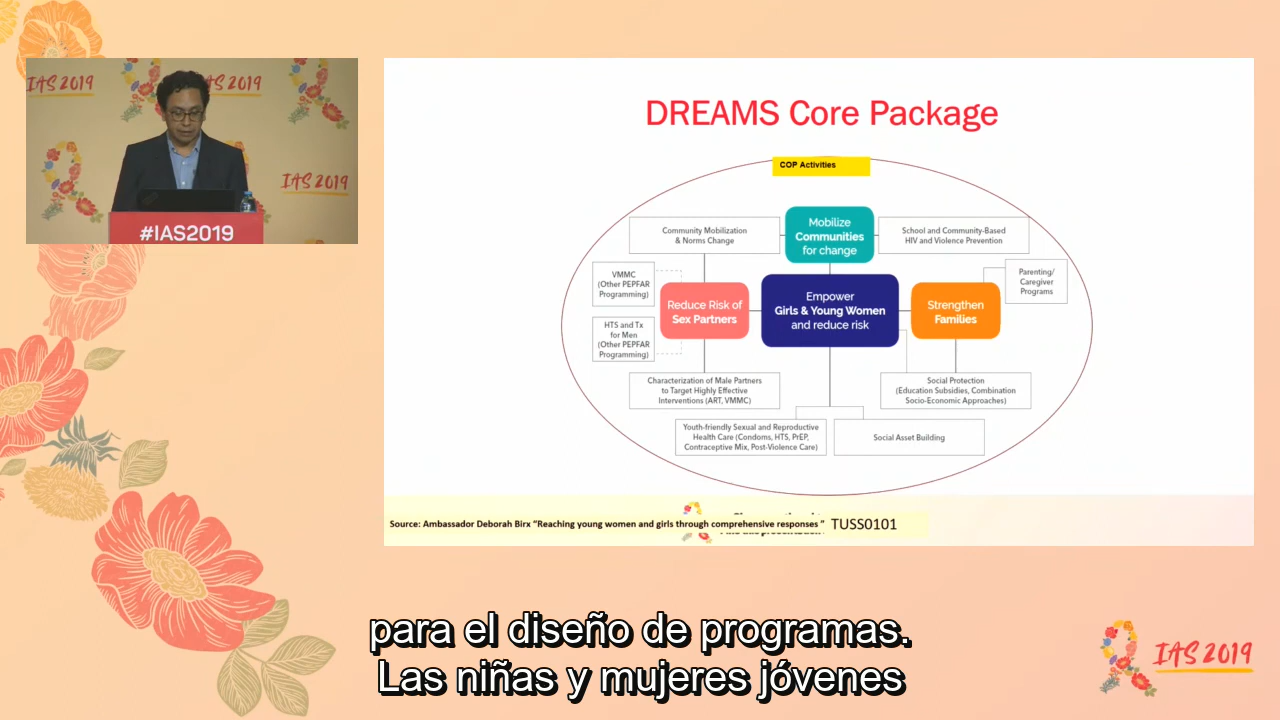 IAS 2019
AS 2019
IAS 2019
#IAS2019
DREAMS Core Package
COP Activities
Community Mobilization
& Norms Change
Mobilize
Communities
for change
School and Community-Based
HIV and Violence Prevention
VMMC
(Other PEPFAR
Programming)
Parenting/
Caregiver
Programs
Reduce Risk of
Sex Partners
Empower
Girls & Young Women
and reduce risk
Strengthen
Families
HTS and Tx
for Men
(Other PEPFAR
Programming)
Characterization of Male Partners
to Target Highly Effective
Interventions (ART, VMMC)
Social Protection
(Education Subsidies, Combination
Socio-Economic Approaches)
Youth-friendly Sexual and Reproductive
Health Care (Condoms, HTS, PrEP,
Contraceptive Mix, Post-Violence Care)
Social Asset Building
Source: Ambassador Deborah Birx “Reaching young women and girls through comprehensive responses ” TUSS0101
para el diseño de programas.
Las niñas y mujeres jóvenes
IAS 2019